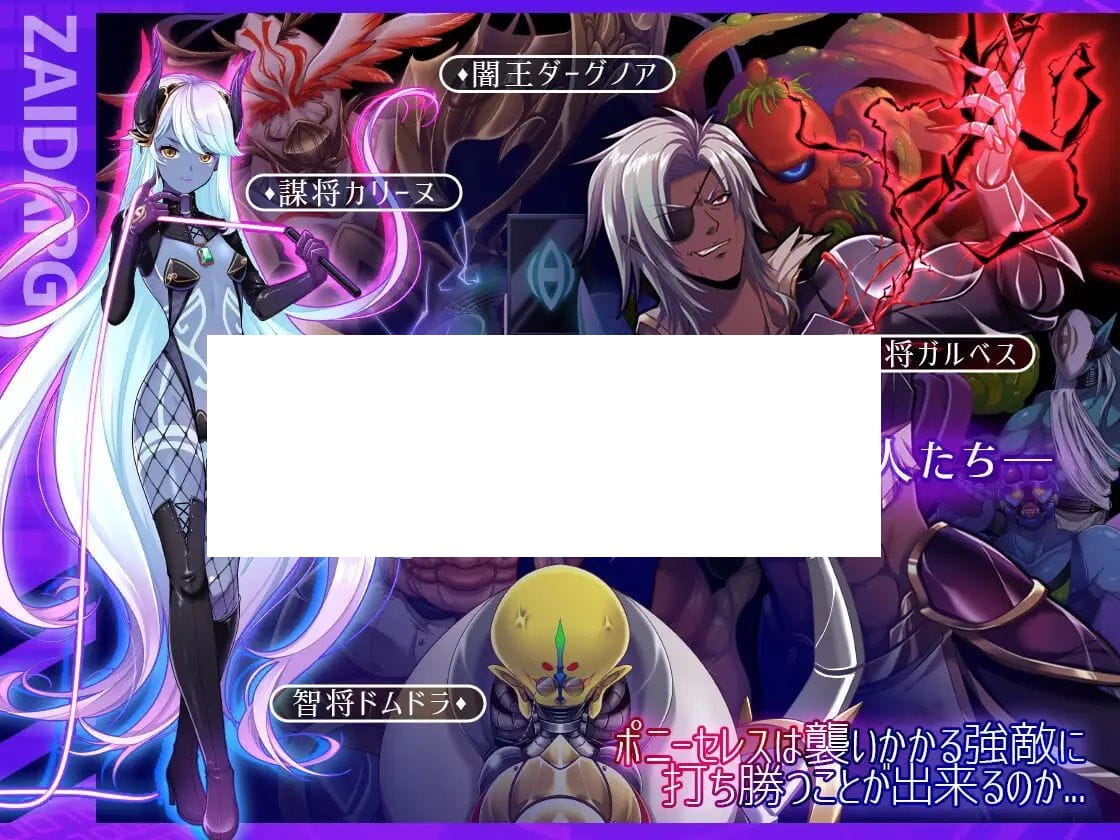 ZAIDARG
♦闇王ダーグノア
♦謀将カリーヌ
将ガルベス
人たち──
智将ドムドラ♦
ポニーセレスは襲いかかる強敵に
打ち勝つことが出来るのか...